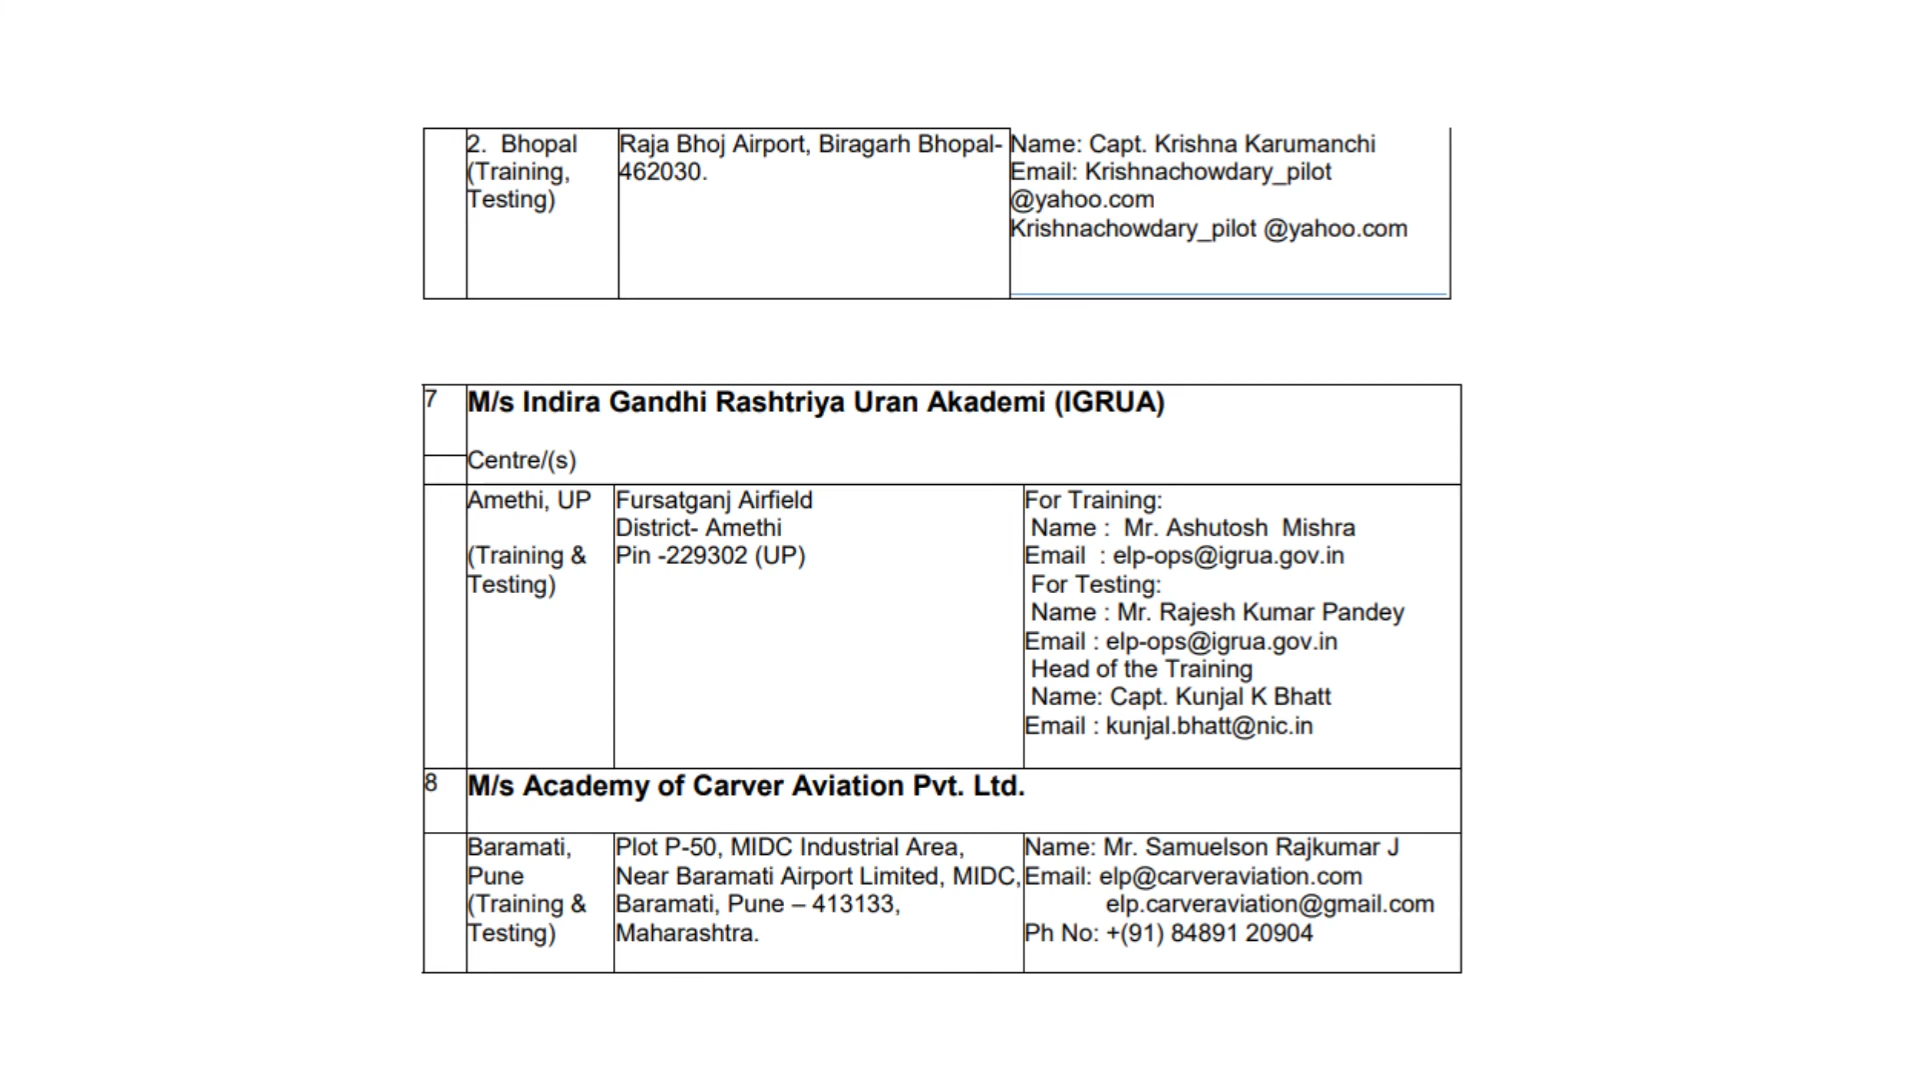 2. Bhopal
(Training,
Testing)
Raja Bhoj Airport, Biragarh Bhopal-
462030.
Name: Capt. Krishna Karumanchi
Email: Krishnachowdary_pilot
@yahoo.com
Krishnachowdary_pilot @yahoo.com
7
M/s Indira Gandhi Rashtriya Uran Akademi (IGRUA)
Centre/(s)
Amethi, UP
(Training &
Testing)
Fursatganj Airfield
District- Amethi
Pin -229302 (UP)
For Training:
Name : Mr. Ashutosh Mishra
Email : elp-ops@igrua.gov.in
For Testing:
Name : Mr. Rajesh Kumar Pandey
Email : elp-ops@igrua.gov.in
Head of the Training
Name: Capt. Kunjal K Bhatt
Email : kunjal.bhatt@nic.in
8
M/s Academy of Carver Aviation Pvt. Ltd.
Baramati,
Pune
(Training &
Testing)
Plot P-50, MIDC Industrial Area,
Near Baramati Airport Limited, MIDC,
Baramati, Pune – 413133,
Maharashtra.
Name: Mr. Samuelson Rajkumar J
Email: elp@carveraviation.com
elp.carveraviation@gmail.com
Ph No: +(91) 84891 20904